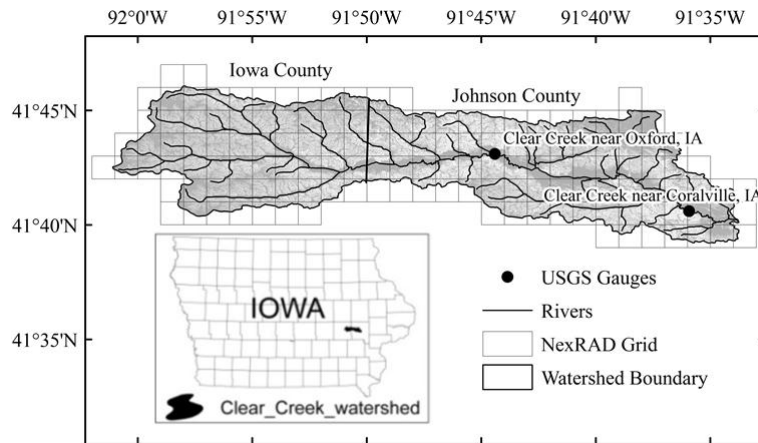 92°0'W 91°55'W 91°50'W 91°45'W 91°40'W 91°35'W
Iowa County
41°45'N
Johnson County
Clear Creek near Oxford, IA
Clear Creek near Coralville, IA
41°40'N
IOWA
USGS Gauges
Rivers
41°35'N
NexRAD Grid
Watershed Boundary
Clear_Creek_watershed